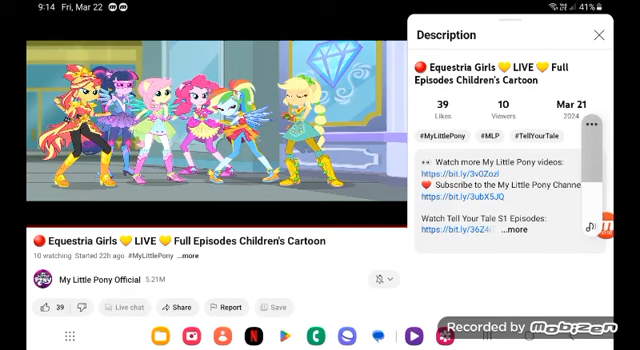 9:14 Fri, Mar 22
41%
Description
🔴 Equestria Girls 💛 LIVE 💛 Full
Episodes Children's Cartoon
39
10
Mar 21
Likes
Viewers
2024
#MyLittlePony
#MLP
#TellYourTale
👀 Watch more My Little Pony videos:
https://bit.ly/3v0Zozl
❤️ Subscribe to the My Little Pony Channe
https://bit.ly/3ubX5JQ
Watch Tell Your Tale S1 Episodes:
https://bit.ly/36Z4i ...more
🔴 Equestria Girls 💛 LIVE 💛 Full Episodes Children's Cartoon
10 watching Started 22h ago #MyLittlePony ...more
My Little Pony Official 5.21M
39
Live chat
Share
Report
Save
Recorded by Mobizen